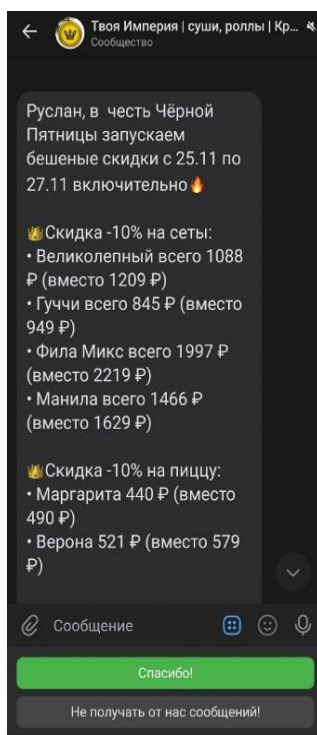 Твоя Империя | суши, роллы | Кр...
Сообщество
Руслан, в честь Чёрной
Пятницы запускаем
бешеные скидки с 25.11 по
27.11 включительно🔥
👑Скидка -10% на сеты:
• Великолепный всего 1088
₽ (вместо 1209 ₽)
• Гуччи всего 845 ₽ (вместо
949 ₽)
• Фила Микс всего 1997 ₽
(вместо 2219 ₽)
• Манила всего 1466 ₽
(вместо 1629 ₽)
👑Скидка -10% на пиццу:
• Маргарита 440 ₽ (вместо
490 ₽)
• Верона 521 ₽ (вместо 579
₽)
Сообщение
Спасибо!
Не получать от нас сообщений!